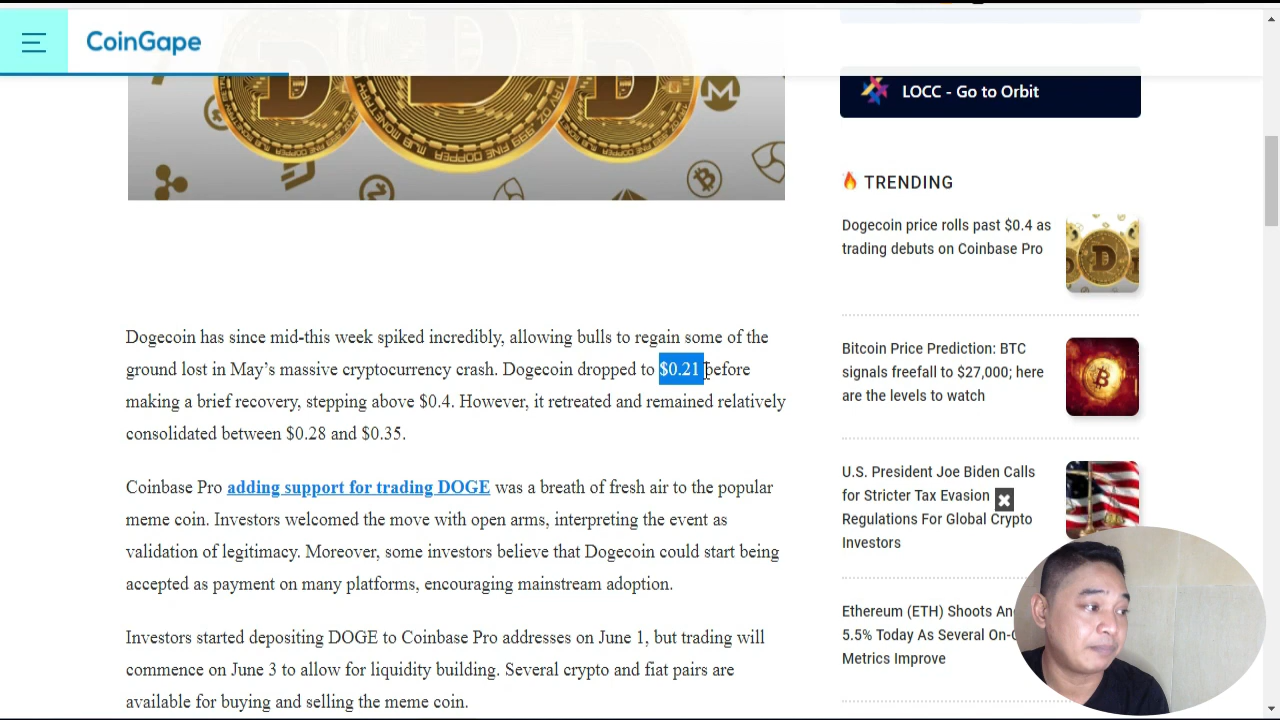 CoinGape
LOCC - Go to Orbit
TRENDING
Dogecoin price rolls past $0.4 as
trading debuts on Coinbase Pro
Bitcoin Price Prediction: BTC
signals freefall to $27,000; here
are the levels to watch
U.S. President Joe Biden Calls
for Stricter Tax Evasion
Regulations For Global Crypto
Investors
Ethereum (ETH) Shoots
5.5% Today As Several
Metrics Improve
Dogecoin has since mid-this week spiked incredibly, allowing bulls to regain some of the
ground lost in May’s massive cryptocurrency crash. Dogecoin dropped to $0.21 before
making a brief recovery, stepping above $0.4. However, it retreated and remained relatively
consolidated between $0.28 and $0.35.
Coinbase Pro adding support for trading DOGE was a breath of fresh air to the popular
meme coin. Investors welcomed the move with open arms, interpreting the event as
validation of legitimacy. Moreover, some investors believe that Dogecoin could start being
accepted as payment on many platforms, encouraging mainstream adoption.
Investors started depositing DOGE to Coinbase Pro addresses on June 1, but trading will
commence on June 3 to allow for liquidity building. Several crypto and fiat pairs are
available for buying and selling the meme coin.